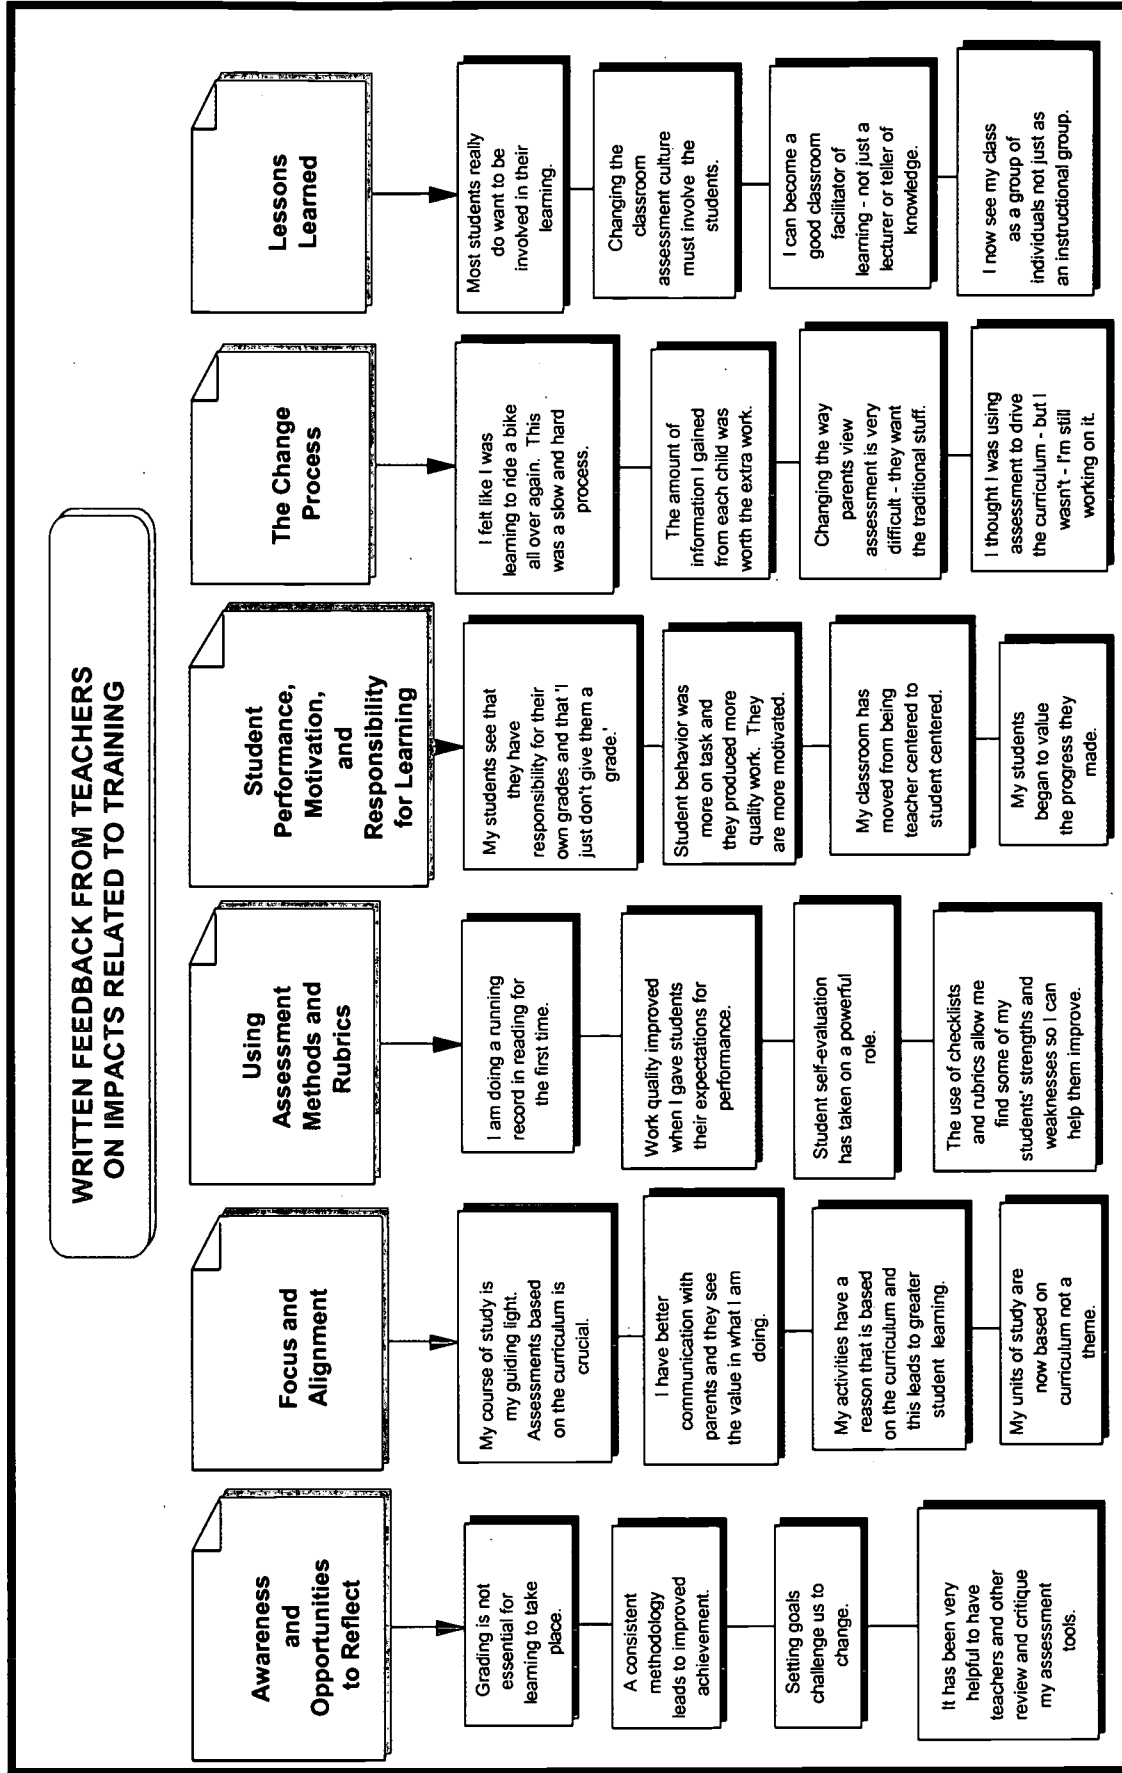 WRITTEN FEEDBACK FROM TEACHERS
ON IMPACTS RELATED TO TRAINING
Awareness
and
Opportunities
to Reflect
Grading is not
essential for
learning to take
place.
A consistent
methodology
leads to improved
achievement.
Setting goals
challenge us to
change.
It has been very
helpful to have
teachers and other
review and critique
my assessment
tools.
Focus and
Alignment
My course of study is
my guiding light.
Assessments based
on the curriculum is
crucial.
I have better
communication with
parents and they see
the value in what I am
doing.
My activities have a
reason that is based
on the curriculum and
this leads to greater
student learning.
My units of study are
now based on
curriculum not a
theme.
Using
Assessment
Methods and
Rubrics
I am doing a running
record in reading for
the first time.
Work quality improved
when I gave students
their expectations for
performance.
Student self-evaluation
has taken on a powerful
role.
The use of checklists
and rubrics allow me
find some of my
students' strengths and
weaknesses so I can
help them improve.
Student
Performance,
Motivation,
and
Responsibility
for Learning
My students see that
they have
responsibility for their
own grades and that 'I
just don't give them a
grade.'
Student behavior was
more on task and
they produced more
quality work.  They
are more motivated.
My classroom has
moved from being
teacher centered to
student centered.
My students
began to value
the progress they
made.
The Change
Process
I felt like I was
learning to ride a bike
all over again.  This
was a slow and hard
process.
The amount of
information I gained
from each child was
worth the extra work.
Changing the way
parents view
assessment is very
difficult - they want
the traditional stuff.
I thought I was using
assessment to drive
the curriculum - but I
wasn't - I'm still
working on it.
Lessons
Learned
Most students really
do want to be
involved in their
learning.
Changing the
classroom
assessment culture
must involve the
students.
I can become a
good classroom
facilitator of
learning - not just a
lecturer or teller of
knowledge.
I now see my class
as a group of
individuals not just as
an instructional group.